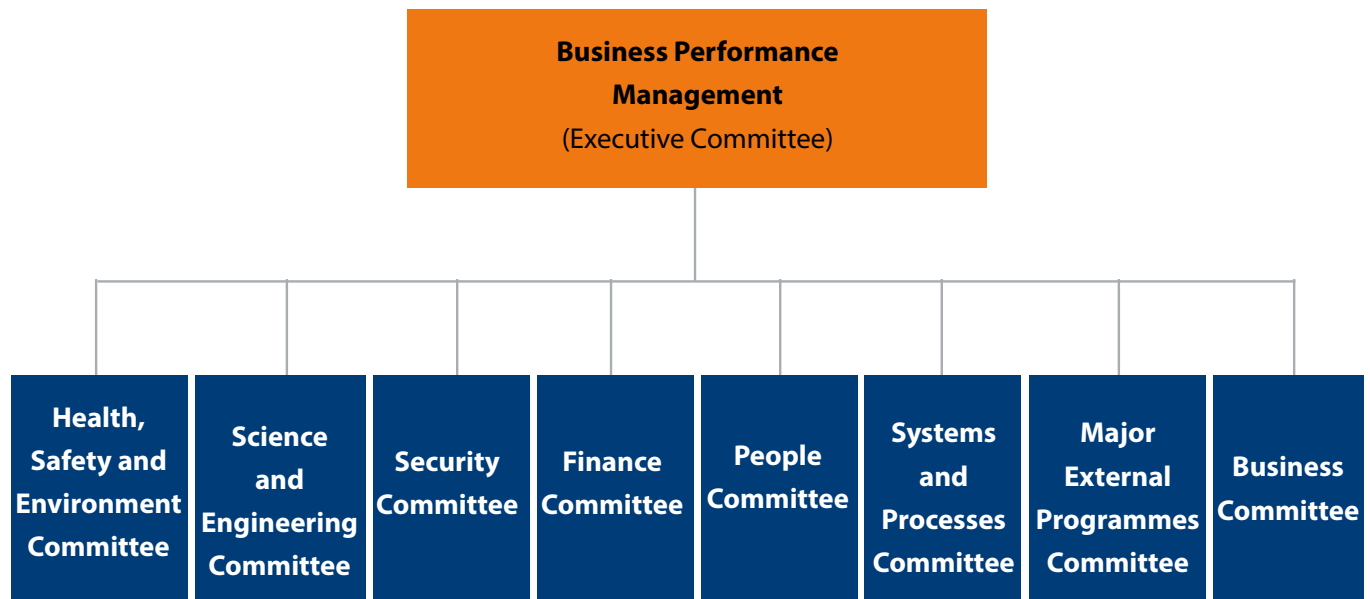 Business Performance
Management
(Executive Committee)
Health,
Safety and
Environment
Committee
Science
and
Engineering
Committee
Security
Committee
Finance
Committee
People
Committee
Systems
and
Processes
Committee
Major
External
Programmes
Committee
Business
Committee